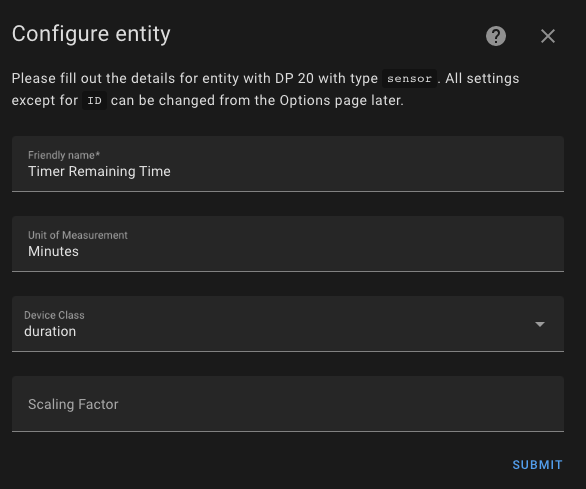 Configure entity
Please fill out the details for entity with DP 20 with type sensor. All settings
except for ID can be changed from the Options page later.
Friendly name*
Timer Remaining Time
Unit of Measurement
Minutes
Device Class
duration
Scaling Factor
SUBMIT